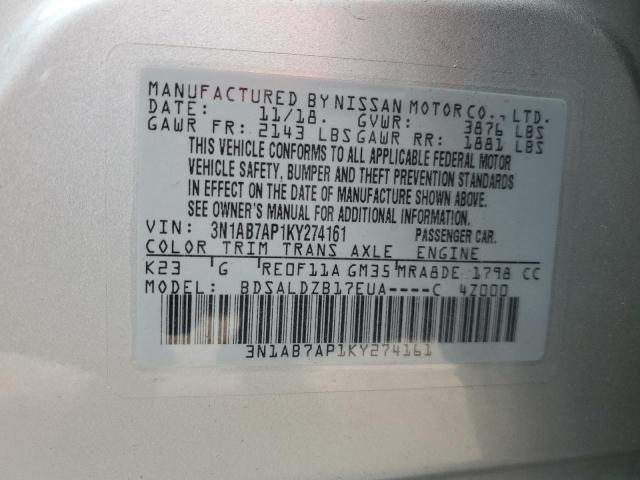 MANUFACTURED BY NISSAN MOTOR CO., LTD.
DATE: 11/18. GVWR: 3876 LBS
GAWR FR: 2143 LBS GAWR RR: 1881 LBS
THIS VEHICLE CONFORMS TO ALL APPLICABLE FEDERAL MOTOR
VEHICLE SAFETY, BUMPER AND THEFT PREVENTION STANDARDS
IN EFFECT ON THE DATE OF MANUFACTURE SHOWN ABOVE.
SEE OWNER'S MANUAL FOR ADDITIONAL INFORMATION.
VIN: 3N1AB7AP1KY274161 PASSENGER CAR.
COLOR TRIM TRANS AXLE ENGINE
K23 'G RE0F11A GM35 MRA8DE 1798 CC
MODEL: BDSALDZB17EUA----C 4Z000
3N1AB7AP1KY274161